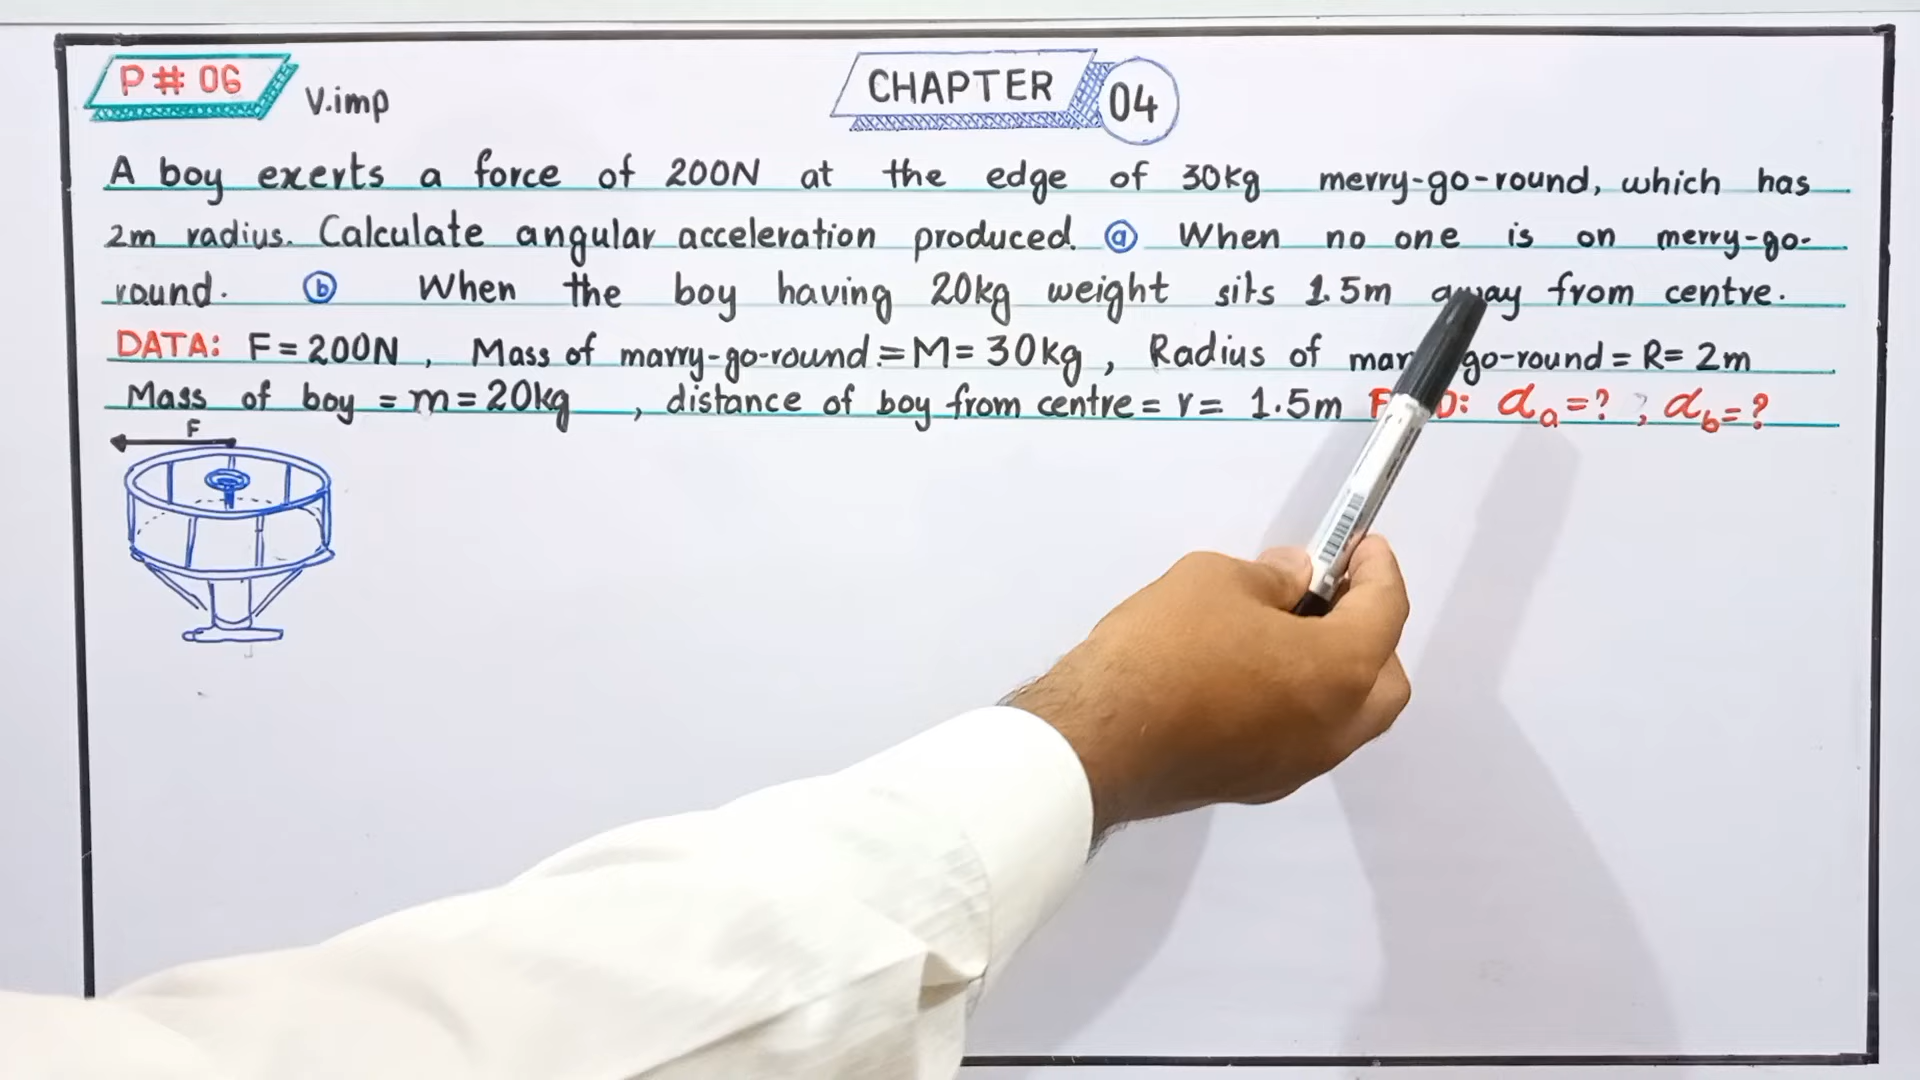 P # 06
V.imp
CHAPTER 04
A boy exerts a force of 200N at the edge of 30kg merry-go-round, which has
2m radius. Calculate angular acceleration produced. ⓐ When no one is on merry-go-
round. ⓑ When the boy having 20kg weight sits 1.5m away from centre.
DATA: F = 200N , Mass of marry-go-round = M = 30kg , Radius of go-round = R = 2m
Mass of boy = m = 20kg , distance of boy from centre = r = 1.5m αa = ? ; αb = ?
F